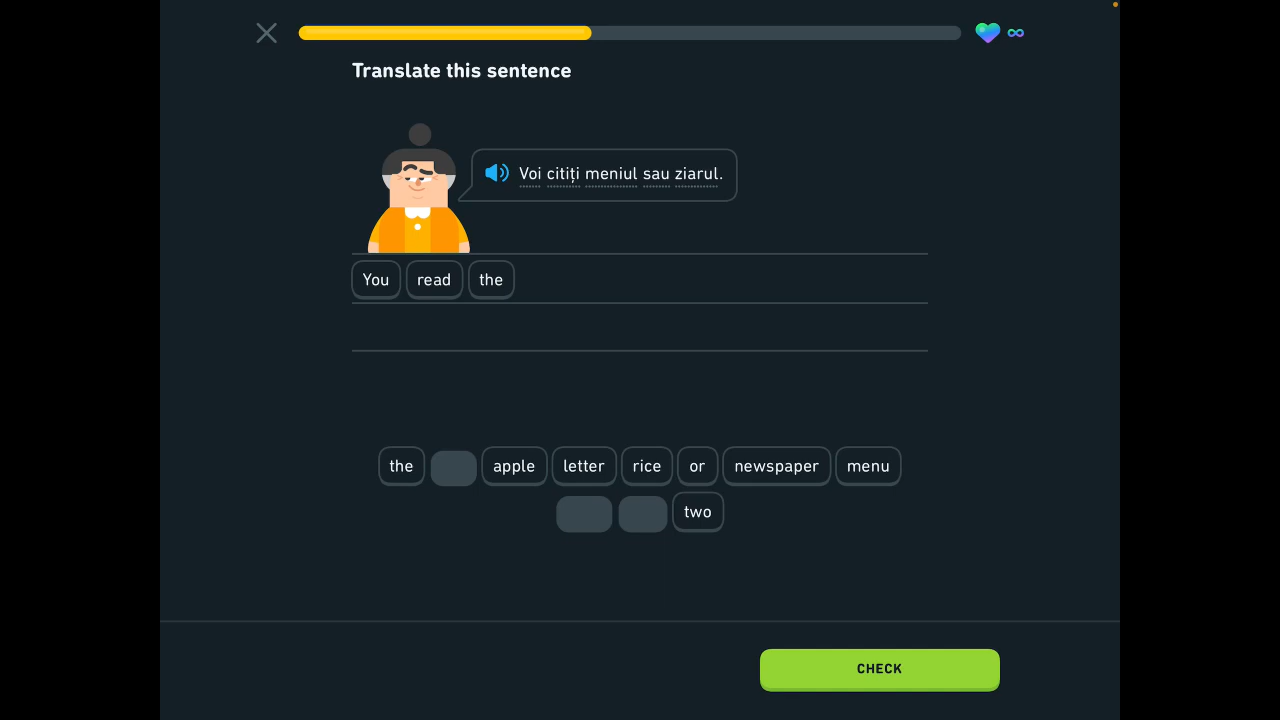 Translate this sentence
Voi citiți meniul sau ziarul.
You read the
the apple letter rice or newspaper menu
two
CHECK